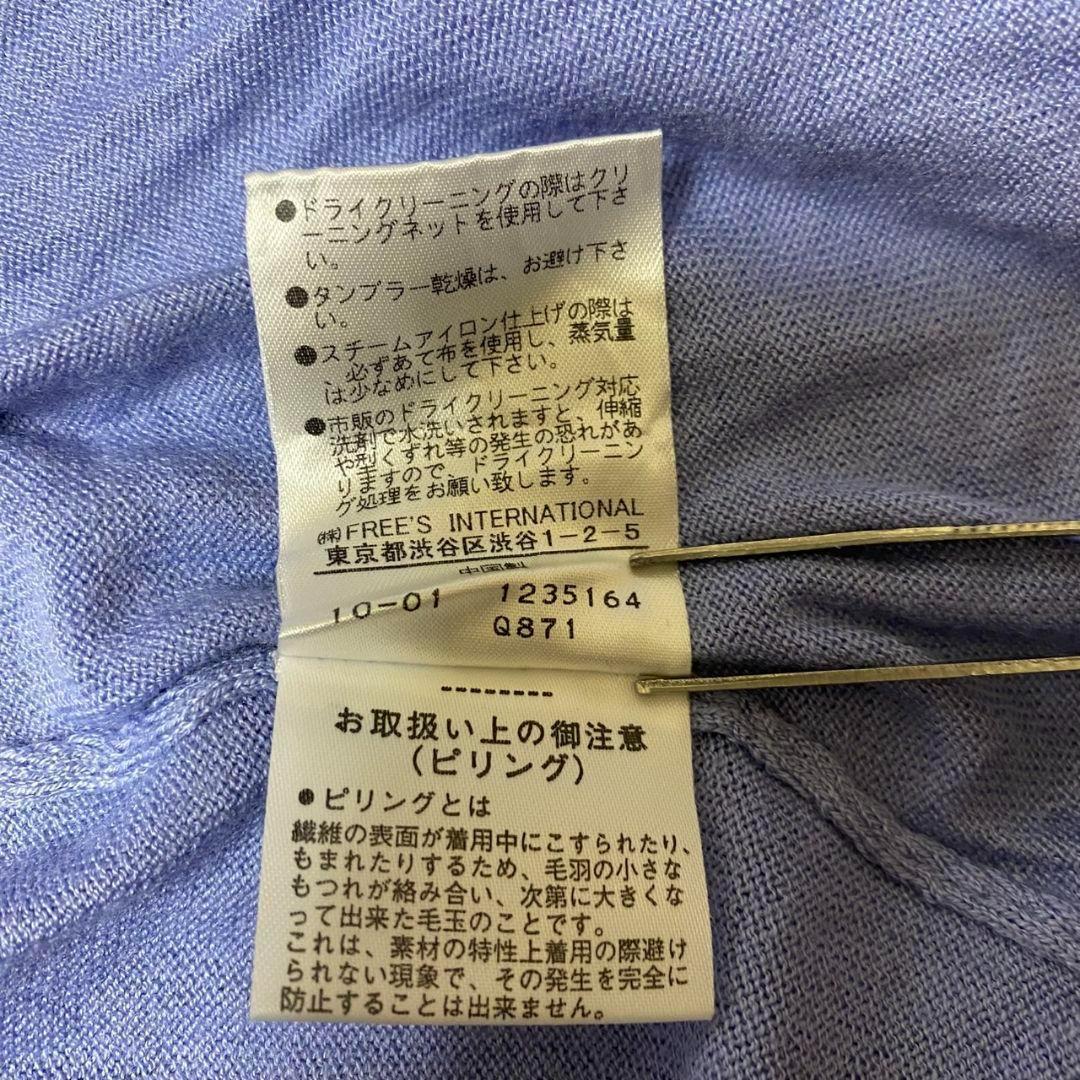 ●ドライクリーニングの際はクリ
ーニングネットを使用して下さ
い。
●タンブラー乾燥は、お避け下さ
い。
●スチームアイロン仕上げの際は
、必ずあて布を使用し、蒸気量
は少なめにして下さい。
●市販のドライクリーニング対応
洗剤で水洗いされますと、伸縮
や型くずれ等の発生の恐れがあ
りますので、ドライクリーニン
グ処理をお願い致します。
㈱FREE'S INTERNATIONAL
東京都渋谷区渋谷1-2-5
中国製
10-01 1235164
Q871
--------
お取扱い上の御注意
(ピリング)
●ピリングとは
繊維の表面が着用中にこすられたり、
もまれたりするため、毛羽の小さな
もつれが絡み合い、次第に大きくな
って出来た毛玉のことです。
これは、素材の特性上着用の際避け
られない現象で、その発生を完全に
防止することは出来ません。